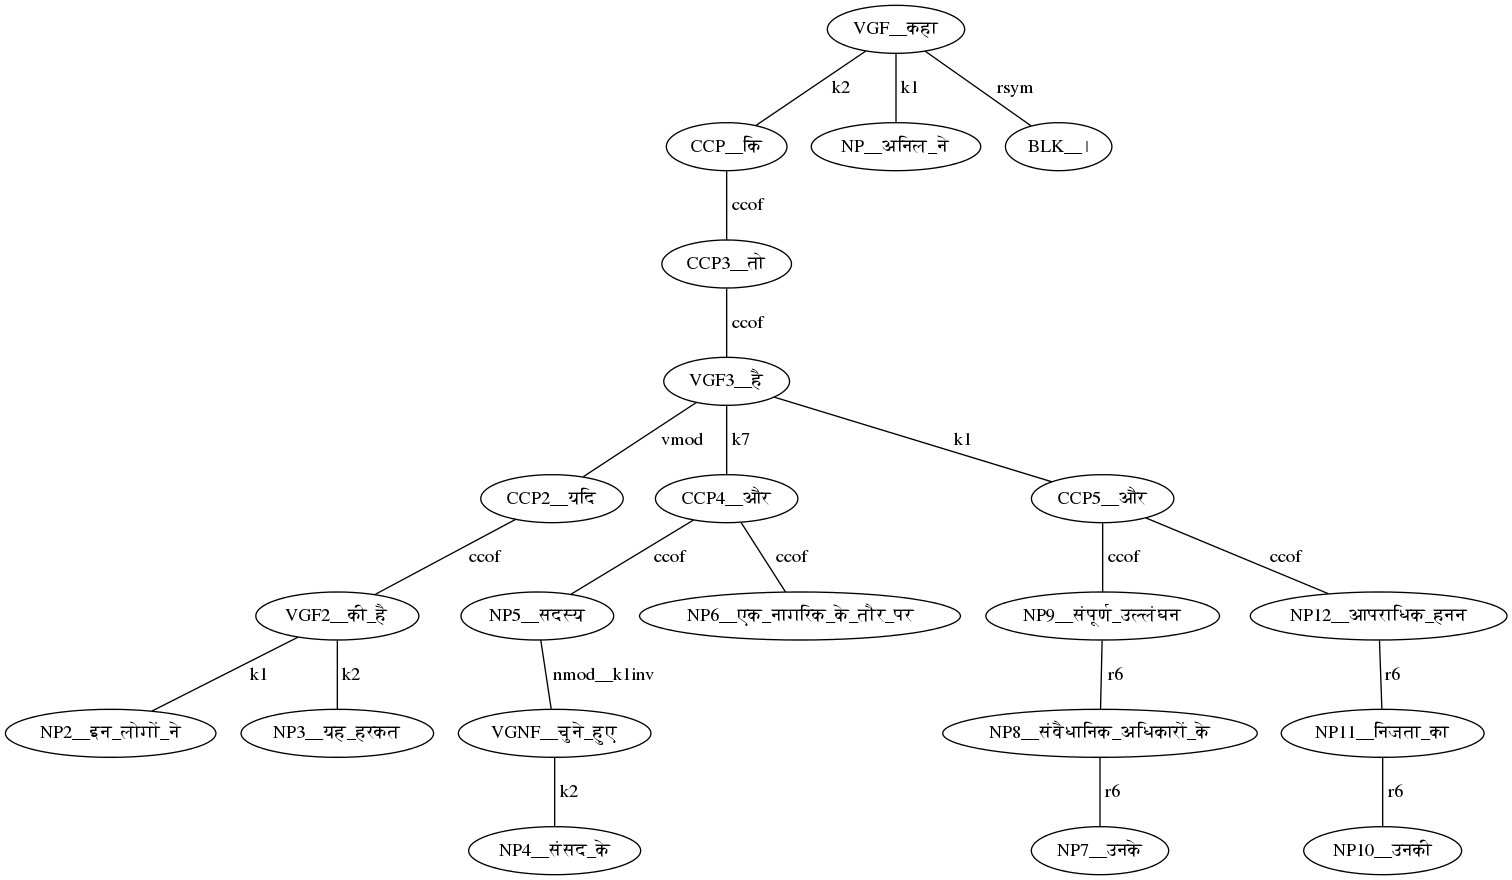 VGF__कहा
k2 k1 rsym
CCP__कि NP__अनिल_ने BLK__।
ccof
CCP3__तो
ccof
VGF3__है
vmod k7 k1
CCP2__यदि CCP4__और CCP5__और
ccof ccof ccof ccof ccof
VGF2__की_है NP5__सदस्य NP6__एक_नागरिक_के_तौर_पर NP9__संपूर्ण_उल्लंघन NP12__आपराधिक_हनन
k1 k2 nmod__k1inv r6 r6
NP2__इन_लोगों_ने NP3__यह_हरकत VGNF__चुने_हुए NP8__संवैधानिक_अधिकारों_के NP11__निजता_का
k2 r6 r6
NP4__संसद_के NP7__उनके NP10__उनकी